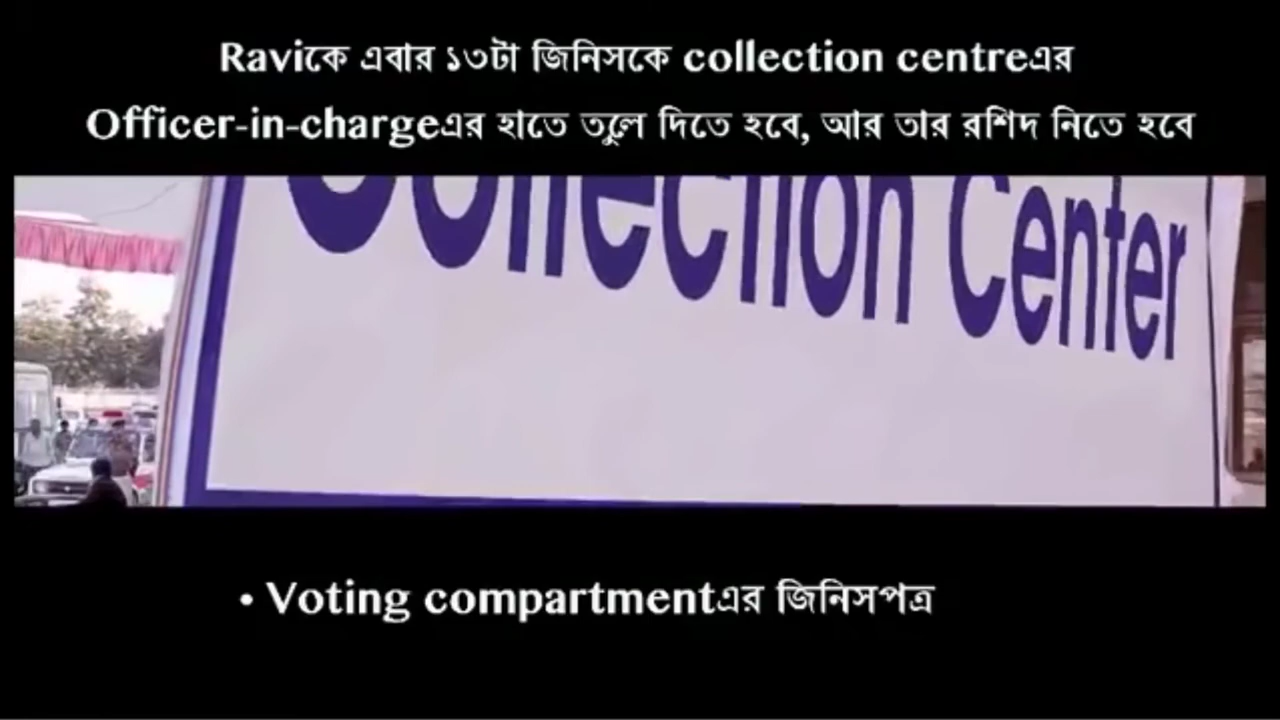 Raviকে এবার ১৩টা জিনিসকে collection centreএর
Officer-in-chargeএর হাতে তুলে দিতে হবে, আর তার রশিদ নিতে হবে
Collection Center
• Voting compartmentএর জিনিসপত্র